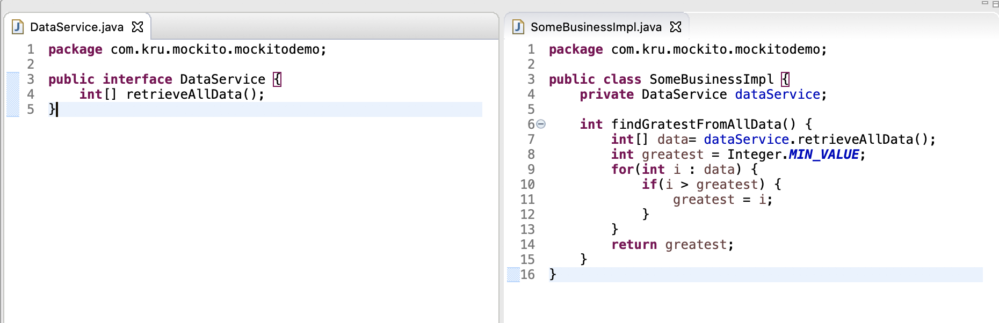 DataService.java
1 package com.kru.mockito.mockitodemo;
2
3 public interface DataService {
4     int[] retrieveAllData();
5 }
SomeBusinessImpl.java
1 package com.kru.mockito.mockitodemo;
2
3 public class SomeBusinessImpl {
4     private DataService dataService;
5
6     int findGratestFromAllData() {
7         int[] data= dataService.retrieveAllData();
8         int greatest = Integer.MIN_VALUE;
9         for(int i : data) {
10             if(i > greatest) {
11                 greatest = i;
12             }
13         }
14         return greatest;
15     }
16 }